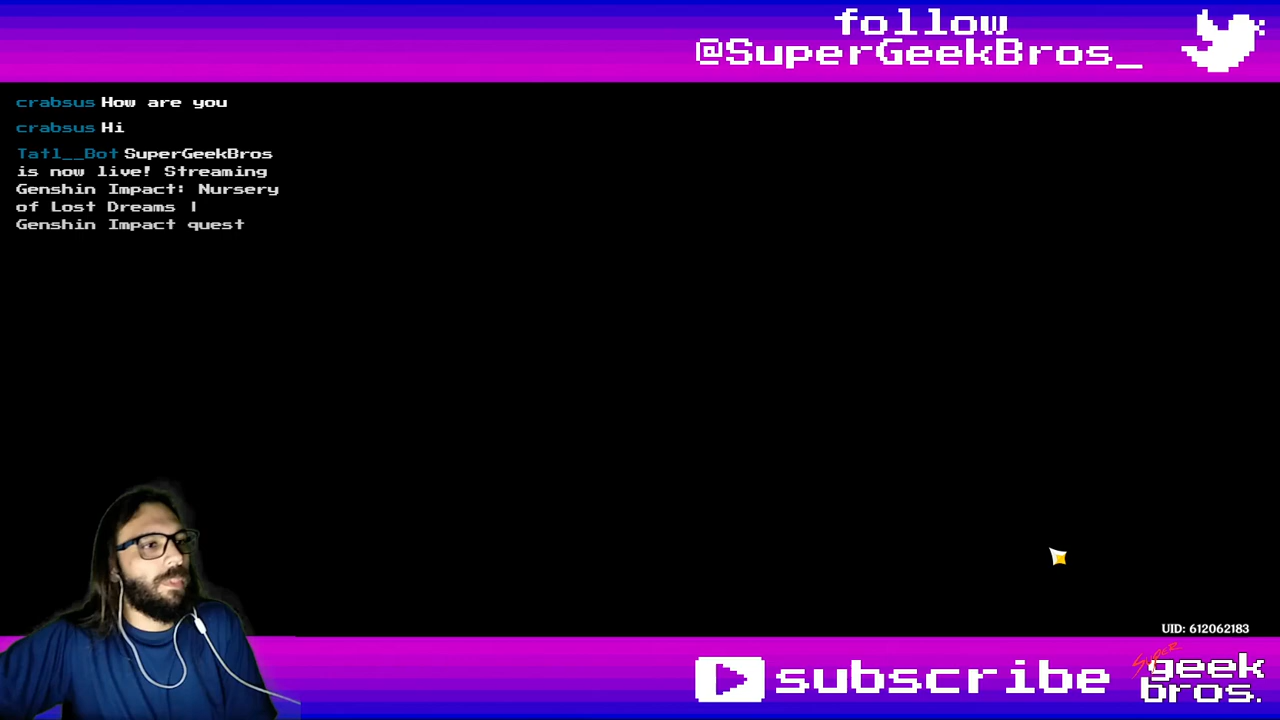 follow
@SuperGeekBros_
crabsus How are you
crabsus Hi
Tatl__Bot SuperGeekBros
is now live! Streaming
Genshin Impact: Nursery
of Lost Dreams |
Genshin Impact quest
UID: 612062183
subscribe
SUPER
geek
bros.